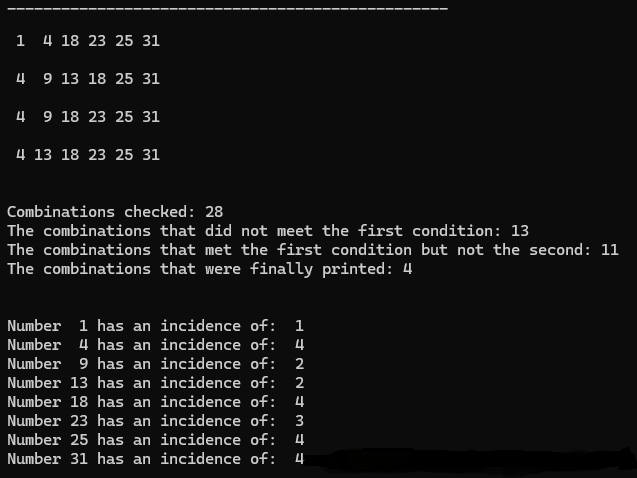 -------------------------------------------------
 1  4 18 23 25 31
 4  9 13 18 25 31
 4  9 18 23 25 31
 4 13 18 23 25 31
Combinations checked: 28
The combinations that did not meet the first condition: 13
The combinations that met the first condition but not the second: 11
The combinations that were finally printed: 4
Number  1 has an incidence of:  1
Number  4 has an incidence of:  4
Number  9 has an incidence of:  2
Number 13 has an incidence of:  2
Number 18 has an incidence of:  4
Number 23 has an incidence of:  3
Number 25 has an incidence of:  4
Number 31 has an incidence of:  4